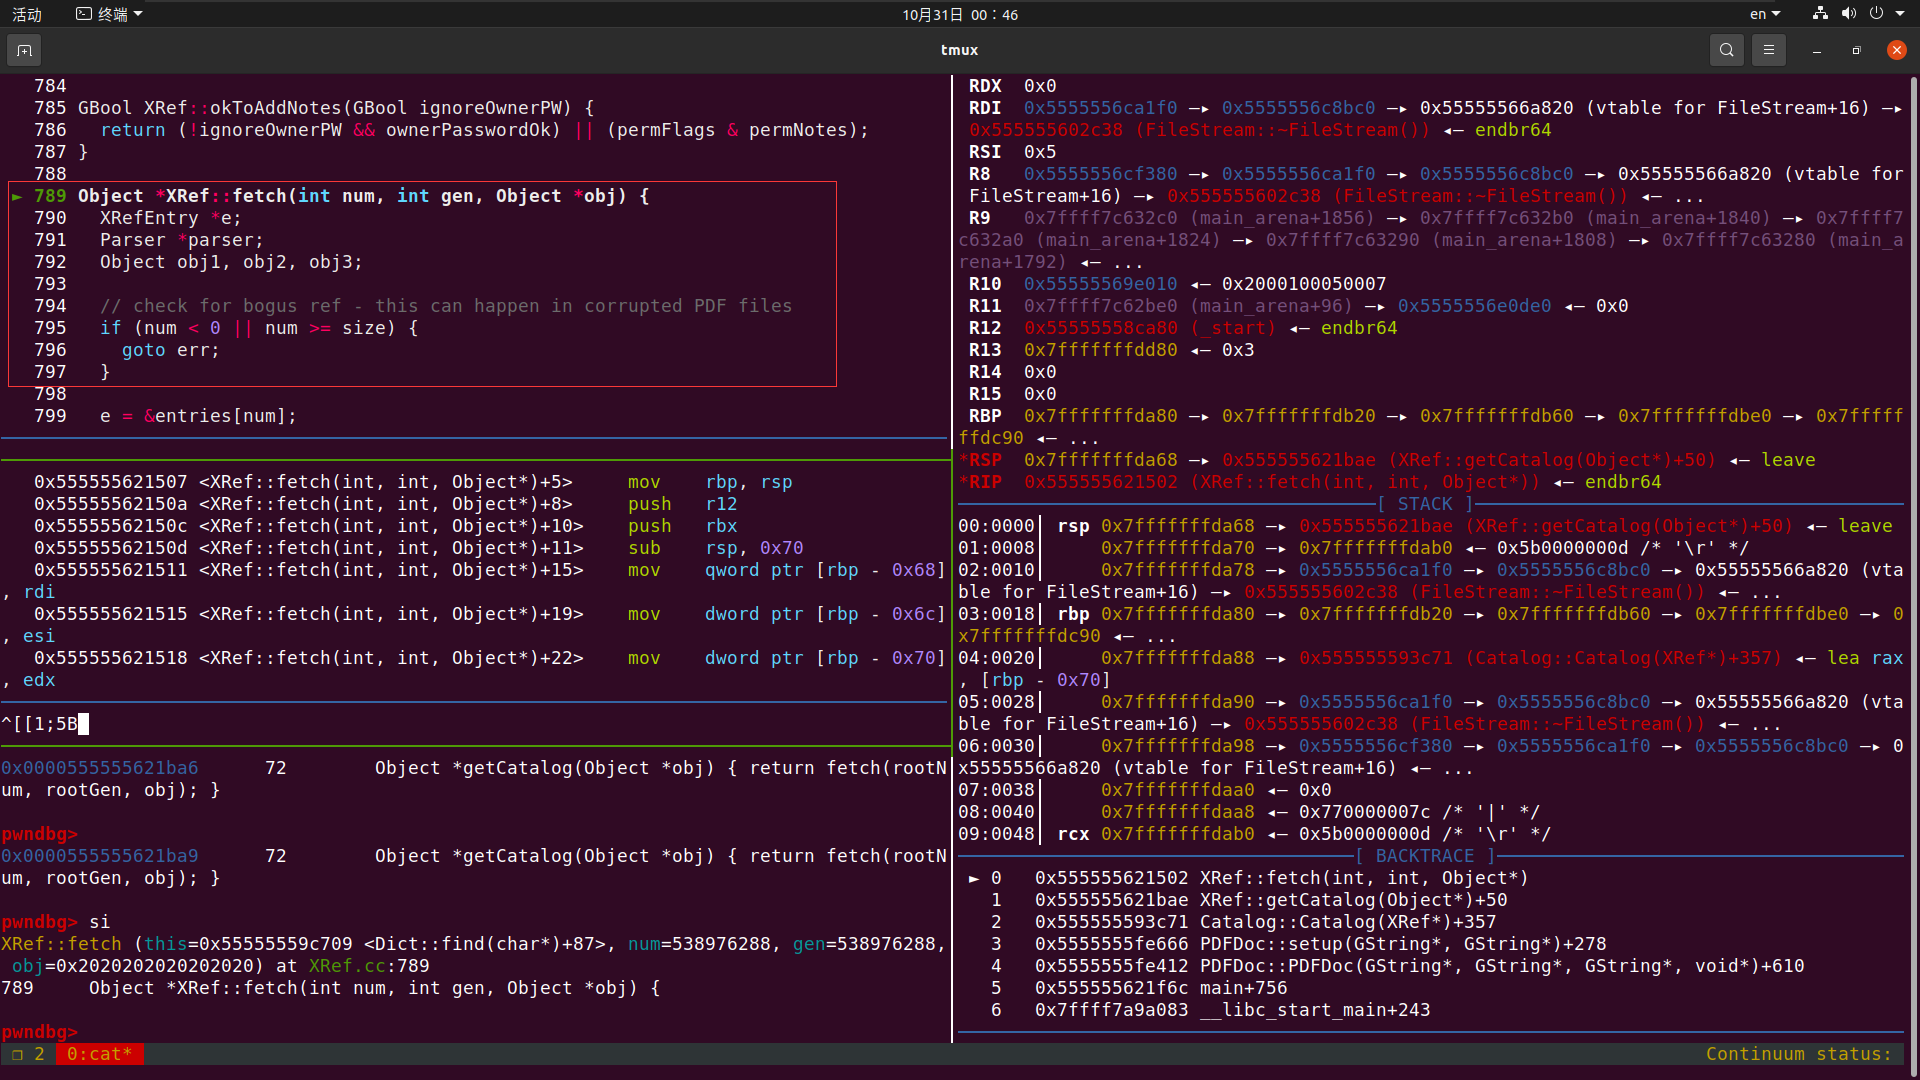 活动 终端 10月31日 00：46 en
tmux
784
785 GBool XRef::okToAddNotes(GBool ignoreOwnerPW) {
786   return (!ignoreOwnerPW && ownerPasswordOk) || (permFlags & permNotes);
787 }
788
► 789 Object *XRef::fetch(int num, int gen, Object *obj) {
790   XRefEntry *e;
791   Parser *parser;
792   Object obj1, obj2, obj3;
793
794   // check for bogus ref - this can happen in corrupted PDF files
795   if (num < 0 || num >= size) {
796     goto err;
797   }
798
799   e = &entries[num];
0x555555621507 <XRef::fetch(int, int, Object*)+5>     mov    rbp, rsp
0x55555562150a <XRef::fetch(int, int, Object*)+8>     push   r12
0x55555562150c <XRef::fetch(int, int, Object*)+10>    push   rbx
0x55555562150d <XRef::fetch(int, int, Object*)+11>    sub    rsp, 0x70
0x555555621511 <XRef::fetch(int, int, Object*)+15>    mov    qword ptr [rbp - 0x68]
, rdi
0x555555621515 <XRef::fetch(int, int, Object*)+19>    mov    dword ptr [rbp - 0x6c]
, esi
0x555555621518 <XRef::fetch(int, int, Object*)+22>    mov    dword ptr [rbp - 0x70]
, edx
^[[1;5B
0x0000555555621ba6      72        Object *getCatalog(Object *obj) { return fetch(rootN
um, rootGen, obj); }
pwndbg>
0x0000555555621ba9      72        Object *getCatalog(Object *obj) { return fetch(rootN
um, rootGen, obj); }
pwndbg> si
XRef::fetch (this=0x55555559c709 <Dict::find(char*)+87>, num=538976288, gen=538976288,
obj=0x2020202020202020) at XRef.cc:789
789     Object *XRef::fetch(int num, int gen, Object *obj) {
pwndbg>
RDX  0x0
RDI  0x5555556ca1f0 —▸ 0x5555556c8bc0 —▸ 0x55555566a820 (vtable for FileStream+16) —▸
0x555555602c38 (FileStream::~FileStream()) ◂— endbr64
RSI  0x5
R8   0x5555556cf380 —▸ 0x5555556ca1f0 —▸ 0x5555556c8bc0 —▸ 0x55555566a820 (vtable for
FileStream+16) —▸ 0x555555602c38 (FileStream::~FileStream()) ◂— ...
R9   0x7ffff7c632c0 (main_arena+1856) —▸ 0x7ffff7c632b0 (main_arena+1840) —▸ 0x7ffff7
c632a0 (main_arena+1824) —▸ 0x7ffff7c63290 (main_arena+1808) —▸ 0x7ffff7c63280 (main_a
rena+1792) ◂— ...
R10  0x55555569e010 ◂— 0x2000100050007
R11  0x7ffff7c62be0 (main_arena+96) —▸ 0x5555556e0de0 ◂— 0x0
R12  0x55555558ca80 (_start) ◂— endbr64
R13  0x7fffffffdd80 ◂— 0x3
R14  0x0
R15  0x0
RBP  0x7fffffffda80 —▸ 0x7fffffffdb20 —▸ 0x7fffffffdb60 —▸ 0x7fffffffdbe0 —▸ 0x7fffff
ffdc90 ◂— ...
*RSP  0x7fffffffda68 —▸ 0x555555621bae (XRef::getCatalog(Object*)+50) ◂— leave
*RIP  0x555555621502 (XRef::fetch(int, int, Object*)) ◂— endbr64
[ STACK ]
00:0000│ rsp 0x7fffffffda68 —▸ 0x555555621bae (XRef::getCatalog(Object*)+50) ◂— leave
01:0008│     0x7fffffffda70 —▸ 0x7fffffffdab0 ◂— 0x5b0000000d /* '\r' */
02:0010│     0x7fffffffda78 —▸ 0x5555556ca1f0 —▸ 0x5555556c8bc0 —▸ 0x55555566a820 (vta
ble for FileStream+16) —▸ 0x555555602c38 (FileStream::~FileStream()) ◂— ...
03:0018│ rbp 0x7fffffffda80 —▸ 0x7fffffffdb20 —▸ 0x7fffffffdb60 —▸ 0x7fffffffdbe0 —▸ 0
x7fffffffdc90 ◂— ...
04:0020│     0x7fffffffda88 —▸ 0x555555593c71 (Catalog::Catalog(XRef*)+357) ◂— lea rax
, [rbp - 0x70]
05:0028│     0x7fffffffda90 —▸ 0x5555556ca1f0 —▸ 0x5555556c8bc0 —▸ 0x55555566a820 (vta
ble for FileStream+16) —▸ 0x555555602c38 (FileStream::~FileStream()) ◂— ...
06:0030│     0x7fffffffda98 —▸ 0x5555556cf380 —▸ 0x5555556ca1f0 —▸ 0x5555556c8bc0 —▸ 0
x55555566a820 (vtable for FileStream+16) ◂— ...
07:0038│     0x7fffffffdaa0 ◂— 0x0
08:0040│     0x7fffffffdaa8 ◂— 0x770000007c /* '|' */
09:0048│ rcx 0x7fffffffdab0 ◂— 0x5b0000000d /* '\r' */
[ BACKTRACE ]
► 0   0x555555621502 XRef::fetch(int, int, Object*)
1   0x555555621bae XRef::getCatalog(Object*)+50
2   0x555555593c71 Catalog::Catalog(XRef*)+357
3   0x5555555fe666 PDFDoc::setup(GString*, GString*)+278
4   0x5555555fe412 PDFDoc::PDFDoc(GString*, GString*, GString*, void*)+610
5   0x555555621f6c main+756
6   0x7ffff7a9a083 __libc_start_main+243
❐ 2  0:cat* Continuum status: